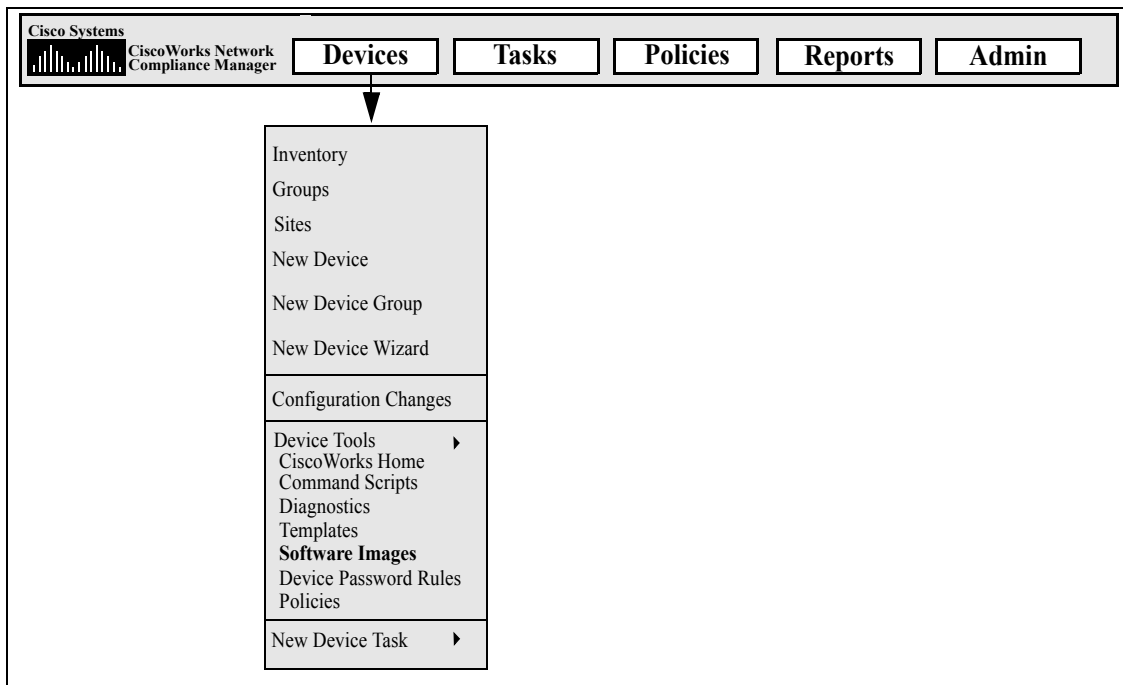 Cisco Systems
CiscoWorks Network
Compliance Manager
Devices
Tasks
Policies
Reports
Admin
Inventory
Groups
Sites
New Device
New Device Group
New Device Wizard
Configuration Changes
Device Tools
CiscoWorks Home
Command Scripts
Diagnostics
Templates
Software Images
Device Password Rules
Policies
New Device Task